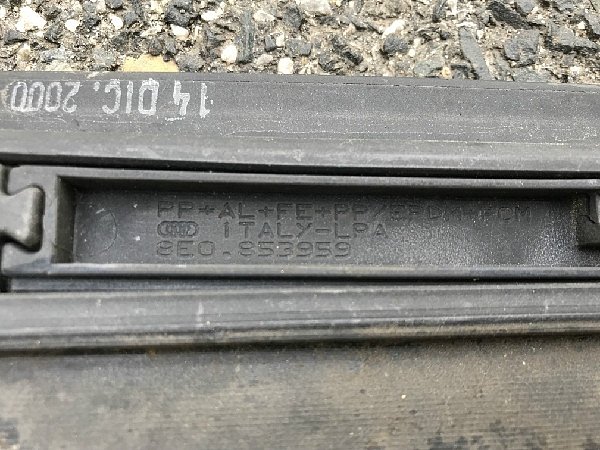 14 DIC. 2000
PP+AL+FE+PP/EPDM
ITALY-LPA
8E0.853959